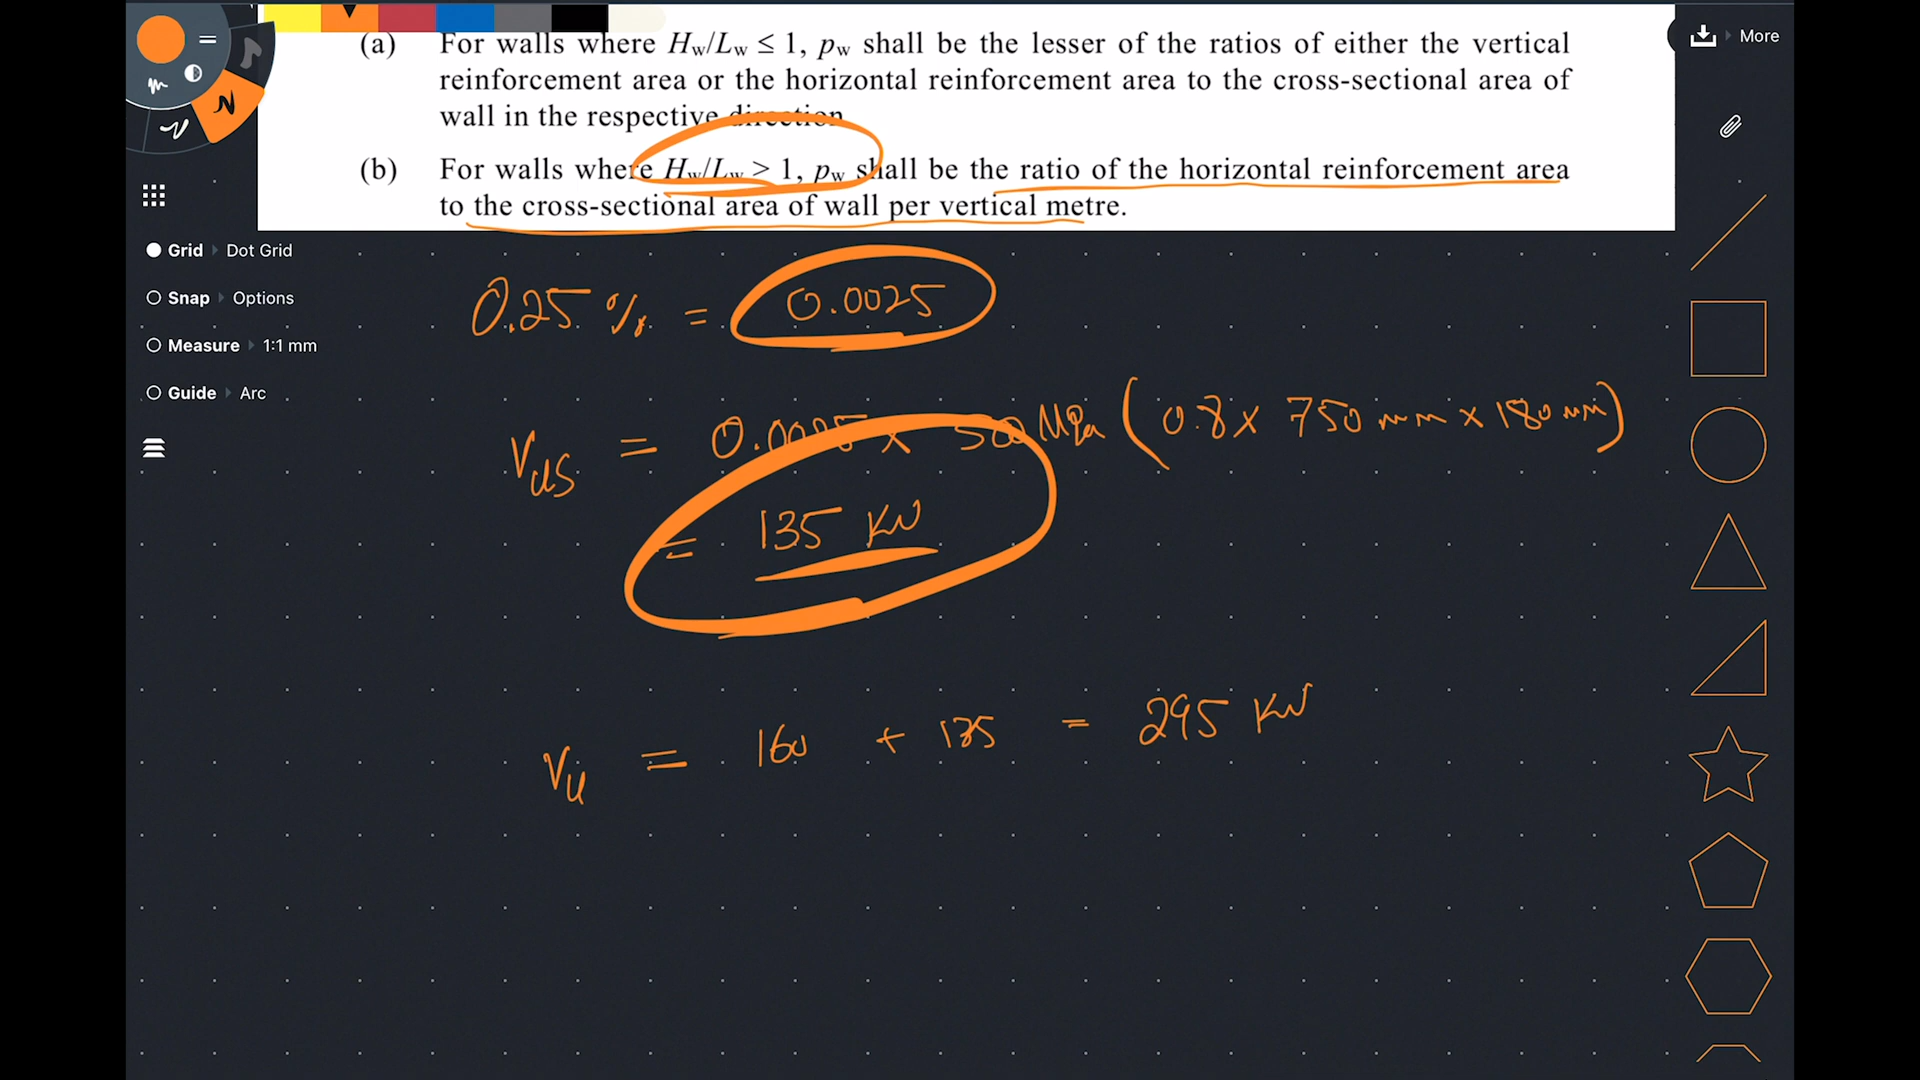 More
(a) For walls where Hw/Lw ≤ 1, pw shall be the lesser of the ratios of either the vertical
reinforcement area or the horizontal reinforcement area to the cross-sectional area of
wall in the respective direction
(b) For walls where Hw/Lw > 1, pw shall be the ratio of the horizontal reinforcement area
to the cross-sectional area of wall per vertical metre.
Grid Dot Grid
Snap Options
Measure 1:1 mm
Guide Arc
0.25 % = 0.0025
Vus = 0.0025 x 500 MPa (0.8 x 750 mm x 180 mm)
= 135 KN
Vu = 160 + 135 = 295 KN